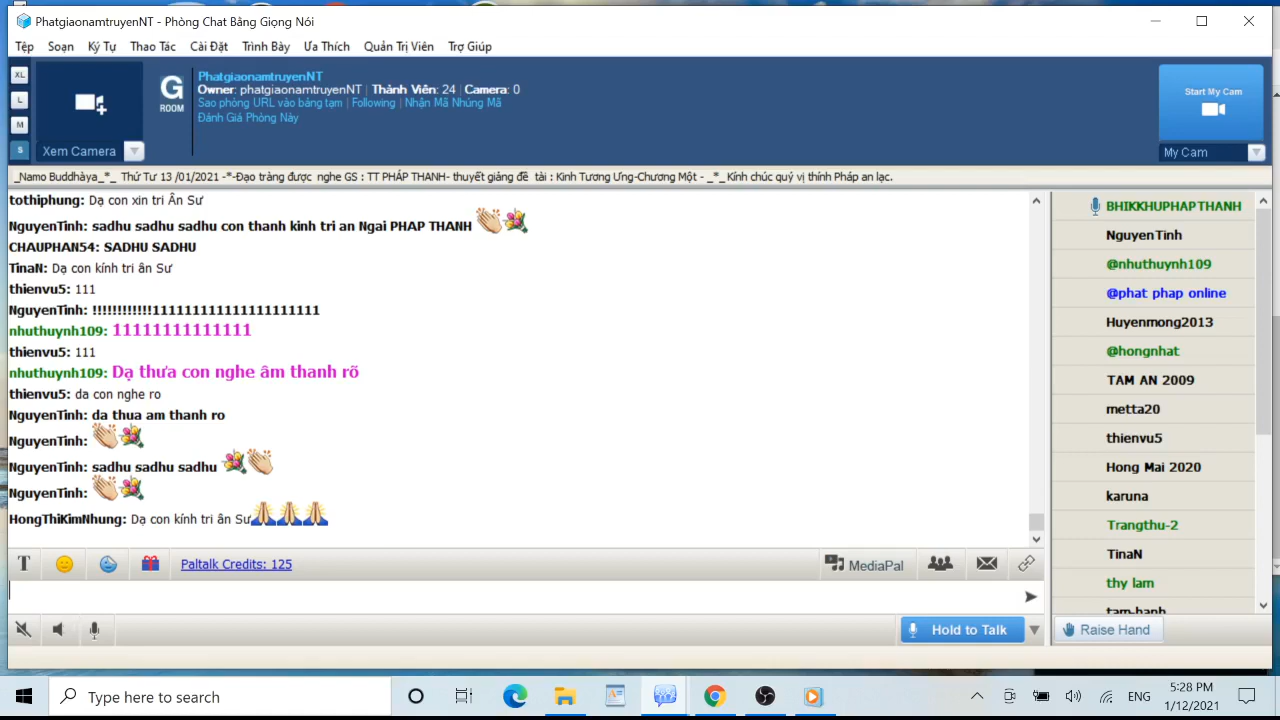 PhatgiaonamtruyenNT - Phòng Chat Bằng Giọng Nói
Tệp Soạn Ký Tự Thao Tác Cài Đặt Trình Bày Ưa Thích Quản Trị Viên Trợ Giúp
XL
L
M
S
Xem Camera
G
ROOM
PhatgiaonamtruyenNT
Owner: phatgiaonamtruyenNT | Thành Viên: 24 | Camera: 0
Sao phòng URL vào bảng tạm | Following | Nhận Mã Nhúng Mã
Đánh Giá Phòng Này
Start My Cam
My Cam
_Namo Buddhàya_*_ Thứ Tư 13 /01/2021 -*-Đạo tràng được nghe GS : TT PHÁP THANH- thuyết giảng đề tài : Kinh Tương Ưng-Chương Một - _*_Kính chúc quý vị thính Pháp an lạc.
tothiphung: Dạ con xin tri Ân Sư
NguyenTinh: sadhu sadhu sadhu con thanh kinh tri an Ngai PHAP THANH
CHAUPHAN54: SADHU SADHU
TinaN: Dạ con kính tri ân Sư
thienvu5: 111
NguyenTinh: !!!!!!!!!!!!111111111111111111111
nhuthuynh109: 11111111111111
thienvu5: 111
nhuthuynh109: Dạ thưa con nghe âm thanh rõ
thienvu5: da con nghe ro
NguyenTinh: da thua am thanh ro
NguyenTinh:
NguyenTinh: sadhu sadhu sadhu
NguyenTinh:
HongThiKimNhung: Dạ con kính tri ân Sư
BHIKKHUPHAPTHANH
NguyenTinh
@nhuthuynh109
@phat phap online
Huyenmong2013
@hongnhat
TAM AN 2009
metta20
thienvu5
Hong Mai 2020
karuna
Trangthu-2
TinaN
thy lam
tam-hanh
T
Paltalk Credits: 125
MediaPal
Hold to Talk
Raise Hand
Type here to search
ENG
5:28 PM
1/12/2021